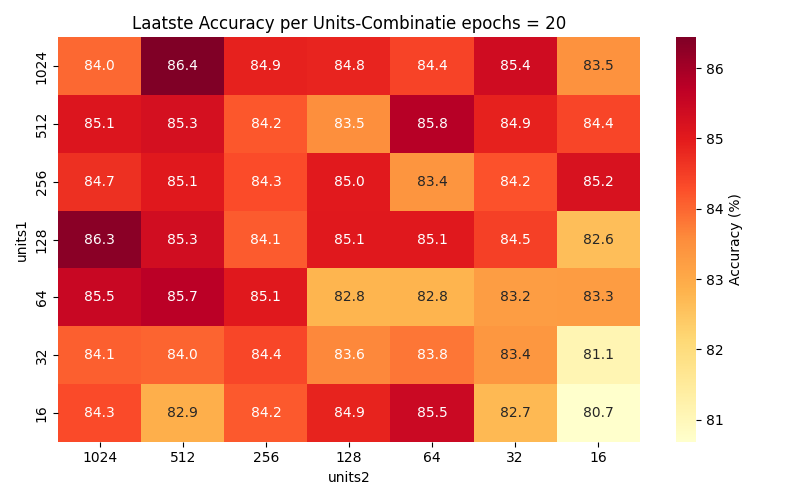 Laatste Accuracy per Units-Combinatie epochs = 20
units1
1024 84.0 86.4 84.9 84.8 84.4 85.4 83.5
512 85.1 85.3 84.2 83.5 85.8 84.9 84.4
256 84.7 85.1 84.3 85.0 83.4 84.2 85.2
128 86.3 85.3 84.1 85.1 85.1 84.5 82.6
64 85.5 85.7 85.1 82.8 82.8 83.2 83.3
32 84.1 84.0 84.4 83.6 83.8 83.4 81.1
16 84.3 82.9 84.2 84.9 85.5 82.7 80.7
1024 512 256 128 64 32 16
units2
86
85
84
83
82
81
Accuracy (%)